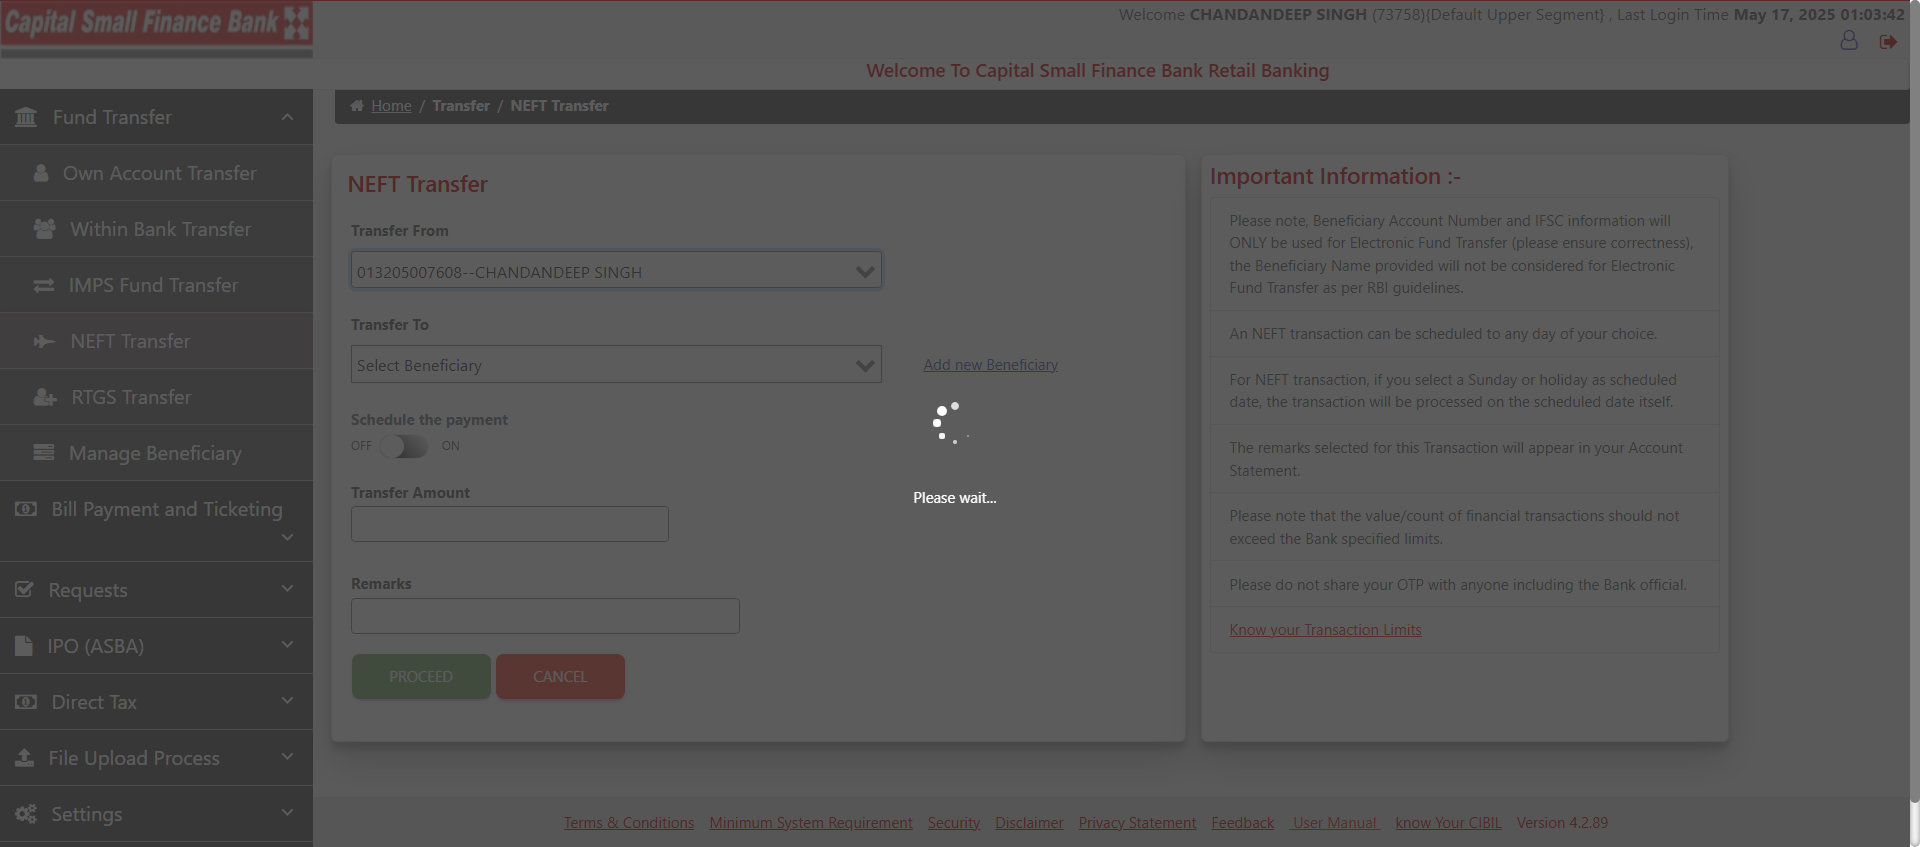 Capital Small Finance Bank
Welcome CHANDANDEEP SINGH (73758){Default Upper Segment} , Last Login Time May 17, 2025 01:03:42
Welcome To Capital Small Finance Bank Retail Banking
Home / Transfer / NEFT Transfer
Fund Transfer
Own Account Transfer
Within Bank Transfer
IMPS Fund Transfer
NEFT Transfer
RTGS Transfer
Manage Beneficiary
Bill Payment and Ticketing
Requests
IPO (ASBA)
Direct Tax
File Upload Process
Settings
NEFT Transfer
Transfer From
013205007608--CHANDANDEEP SINGH
Transfer To
Select Beneficiary
Add new Beneficiary
Schedule the payment
OFF ON
Transfer Amount
Remarks
PROCEED CANCEL
Please wait...
Important Information :-
Please note, Beneficiary Account Number and IFSC information will
ONLY be used for Electronic Fund Transfer (please ensure correctness),
the Beneficiary Name provided will not be considered for Electronic
Fund Transfer as per RBI guidelines.
An NEFT transaction can be scheduled to any day of your choice.
For NEFT transaction, if you select a Sunday or holiday as scheduled
date, the transaction will be processed on the scheduled date itself.
The remarks selected for this Transaction will appear in your Account
Statement.
Please note that the value/count of financial transactions should not
exceed the Bank specified limits.
Please do not share your OTP with anyone including the Bank official.
Know your Transaction Limits
Terms & Conditions Minimum System Requirement Security Disclaimer Privacy Statement Feedback User Manual know Your CIBIL Version 4.2.89